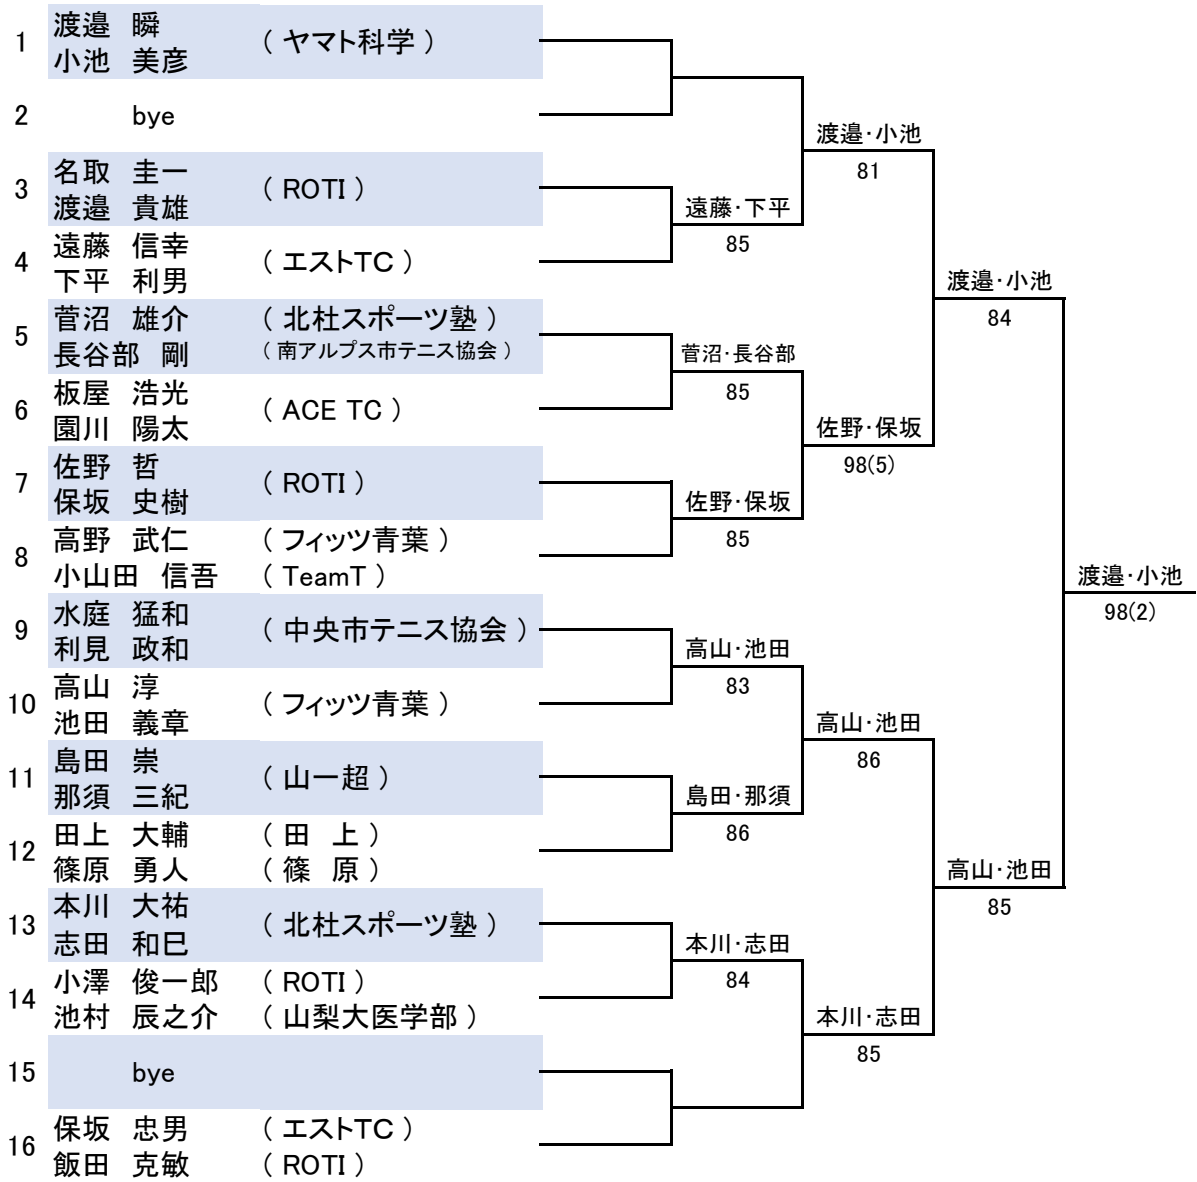 1 渡邉 瞬 ( ヤマト科学 )
小池 美彦
2 bye
渡邉・小池
81
3 名取 圭一 ( ROTI )
渡邉 貴雄
遠藤・下平
85
4 遠藤 信幸 ( エストTC )
下平 利男
渡邉・小池
84
5 菅沼 雄介 ( 北杜スポーツ塾 )
長谷部 剛 ( 南アルプス市テニス協会 )
菅沼・長谷部
85
6 板屋 浩光 ( ACE TC )
園川 陽太
佐野・保坂
98(5)
7 佐野 哲 ( ROTI )
保坂 史樹
佐野・保坂
85
8 高野 武仁 ( フィッツ青葉 )
小山田 信吾 ( TeamT )
渡邉・小池
98(2)
9 水庭 猛和 ( 中央市テニス協会 )
利見 政和
高山・池田
83
10 高山 淳 ( フィッツ青葉 )
池田 義章
高山・池田
86
11 島田 崇 ( 山一超 )
那須 三紀
島田・那須
86
12 田上 大輔 ( 田 上 )
篠原 勇人 ( 篠 原 )
高山・池田
85
13 本川 大祐 ( 北杜スポーツ塾 )
志田 和巳
本川・志田
84
14 小澤 俊一郎 ( ROTI )
池村 辰之介 ( 山梨大医学部 )
本川・志田
85
15 bye
16 保坂 忠男 ( エストTC )
飯田 克敏 ( ROTI )